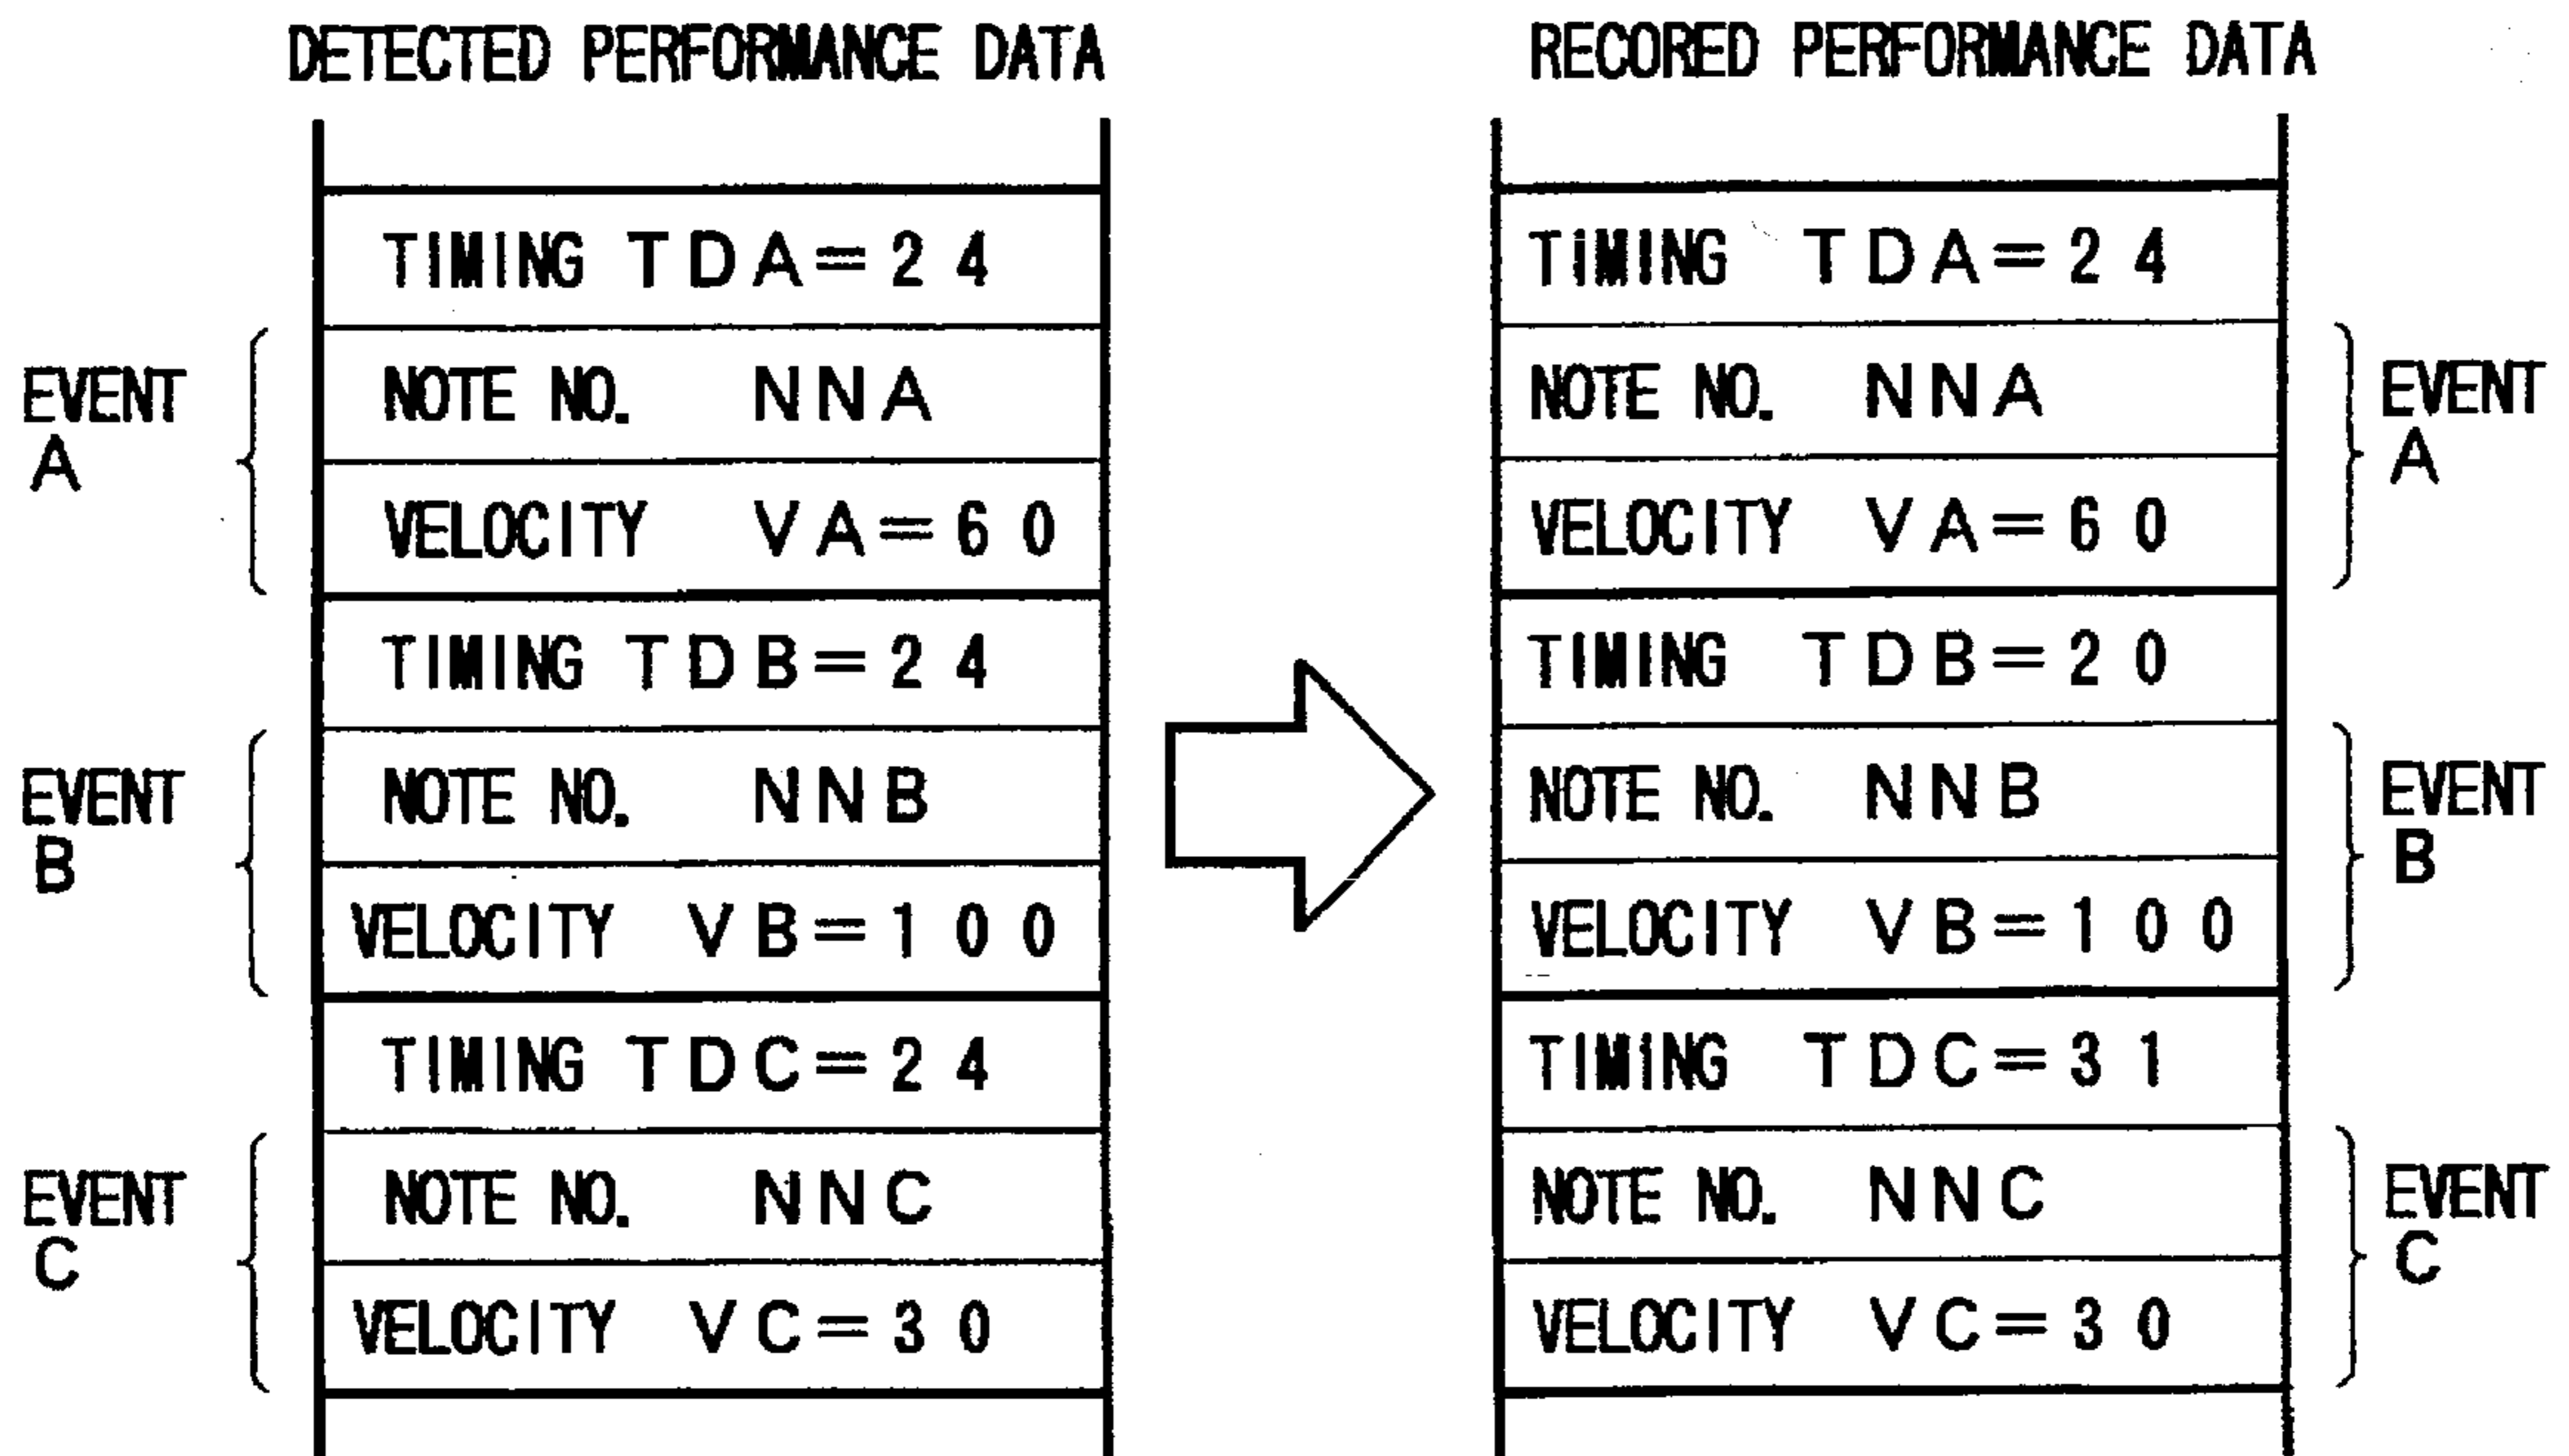 DETECTED PERFORMANCE DATA
TIMING TDA=24
EVENT
A
NOTE NO. NNA
VELOCITY VA=60
TIMING TDB=24
EVENT
B
NOTE NO. NNB
VELOCITY VB=100
TIMING TDC=24
EVENT
C
NOTE NO. NNC
VELOCITY VC=30
RECORED PERFORMANCE DATA
TIMING TDA=24
NOTE NO. NNA
VELOCITY VA=60
EVENT
A
TIMING TDB=20
NOTE NO. NNB
VELOCITY VB=100
EVENT
B
TIMING TDC=31
NOTE NO. NNC
VELOCITY VC=30
EVENT
C